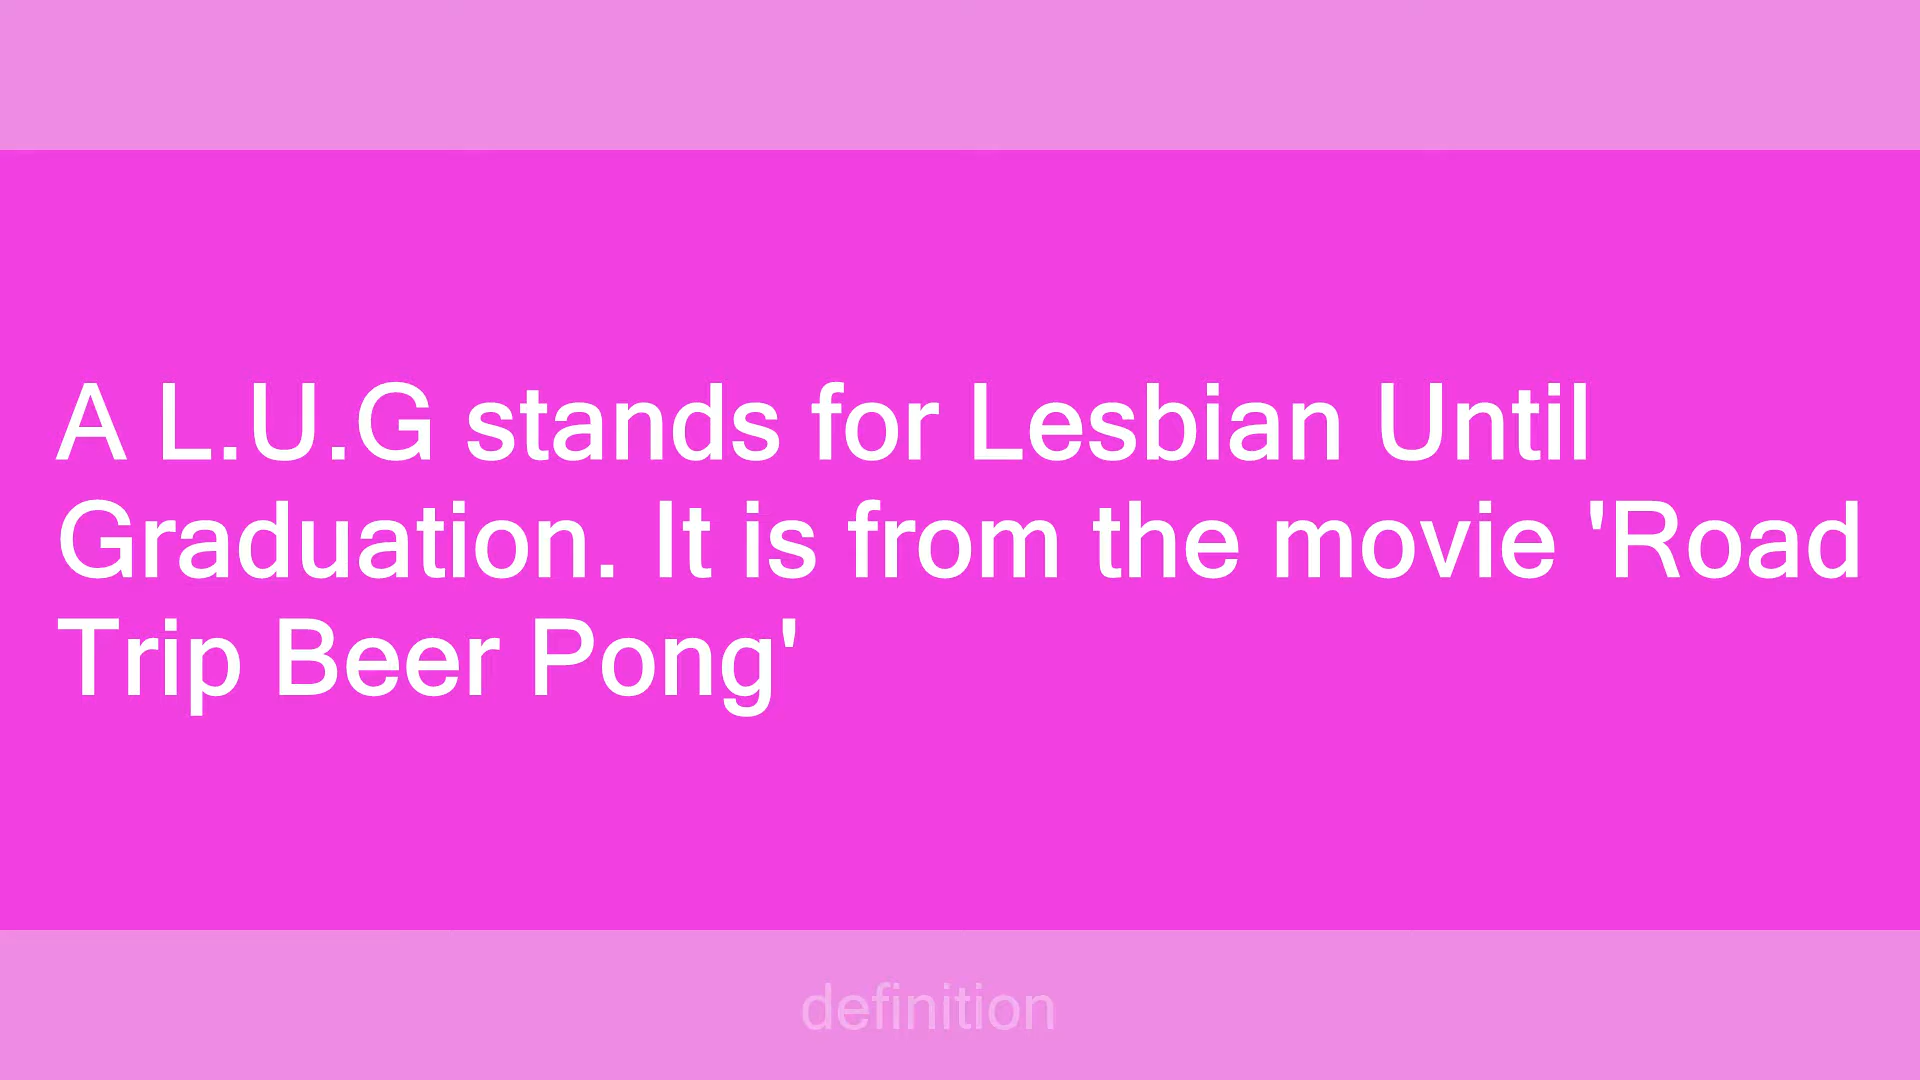 A L.U.G stands for Lesbian Until
Graduation. It is from the movie 'Road
Trip Beer Pong'
definition